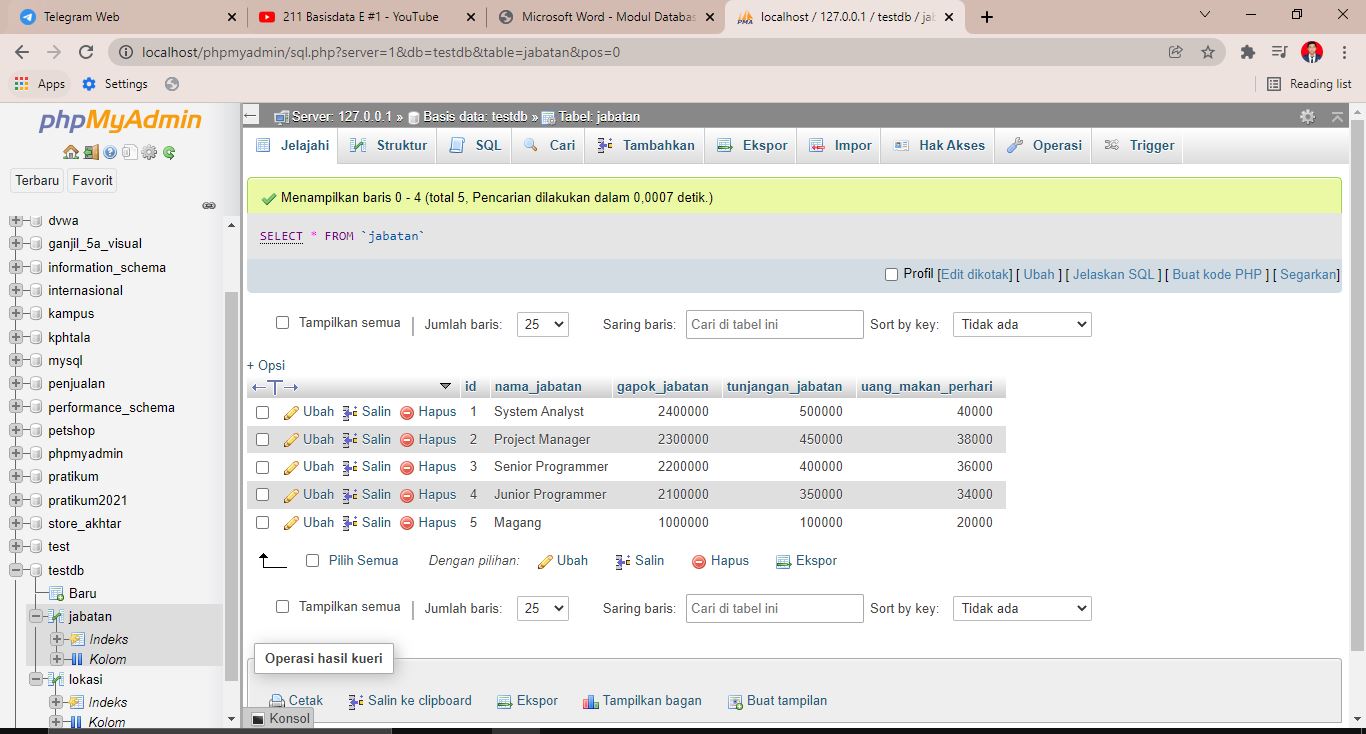 Telegram Web
211 Basisdata E #1 - YouTube
Microsoft Word - Modul Databas
localhost / 127.0.0.1 / testdb / jab
localhost/phpmyadmin/sql.php?server=1&db=testdb&table=jabatan&pos=0
Apps
Settings
Reading list
phpMyAdmin
Terbaru
Favorit
dvwa
ganjil_5a_visual
information_schema
internasional
kampus
kphtala
mysql
penjualan
performance_schema
petshop
phpmyadmin
pratikum
pratikum2021
store_akhtar
test
testdb
Baru
jabatan
Indeks
Kolom
lokasi
Indeks
Kolom
Server: 127.0.0.1 » Basis data: testdb » Tabel: jabatan
Jelajahi Struktur SQL Cari Tambahkan Ekspor Impor Hak Akses Operasi Trigger
Menampilkan baris 0 - 4 (total 5, Pencarian dilakukan dalam 0,0007 detik.)
SELECT * FROM `jabatan`
Profil [Edit dikotak] [ Ubah ] [ Jelaskan SQL ] [ Buat kode PHP ] [ Segarkan]
Tampilkan semua | Jumlah baris: 25 Saring baris: Cari di tabel ini Sort by key: Tidak ada
+ Opsi
←T→ id nama_jabatan gapok_jabatan tunjangan_jabatan uang_makan_perhari
Ubah Salin Hapus 1 System Analyst 2400000 500000 40000
Ubah Salin Hapus 2 Project Manager 2300000 450000 38000
Ubah Salin Hapus 3 Senior Programmer 2200000 400000 36000
Ubah Salin Hapus 4 Junior Programmer 2100000 350000 34000
Ubah Salin Hapus 5 Magang 1000000 100000 20000
Pilih Semua Dengan pilihan: Ubah Salin Hapus Ekspor
Tampilkan semua | Jumlah baris: 25 Saring baris: Cari di tabel ini Sort by key: Tidak ada
Operasi hasil kueri
Cetak Salin ke clipboard Ekspor Tampilkan bagan Buat tampilan
Konsol